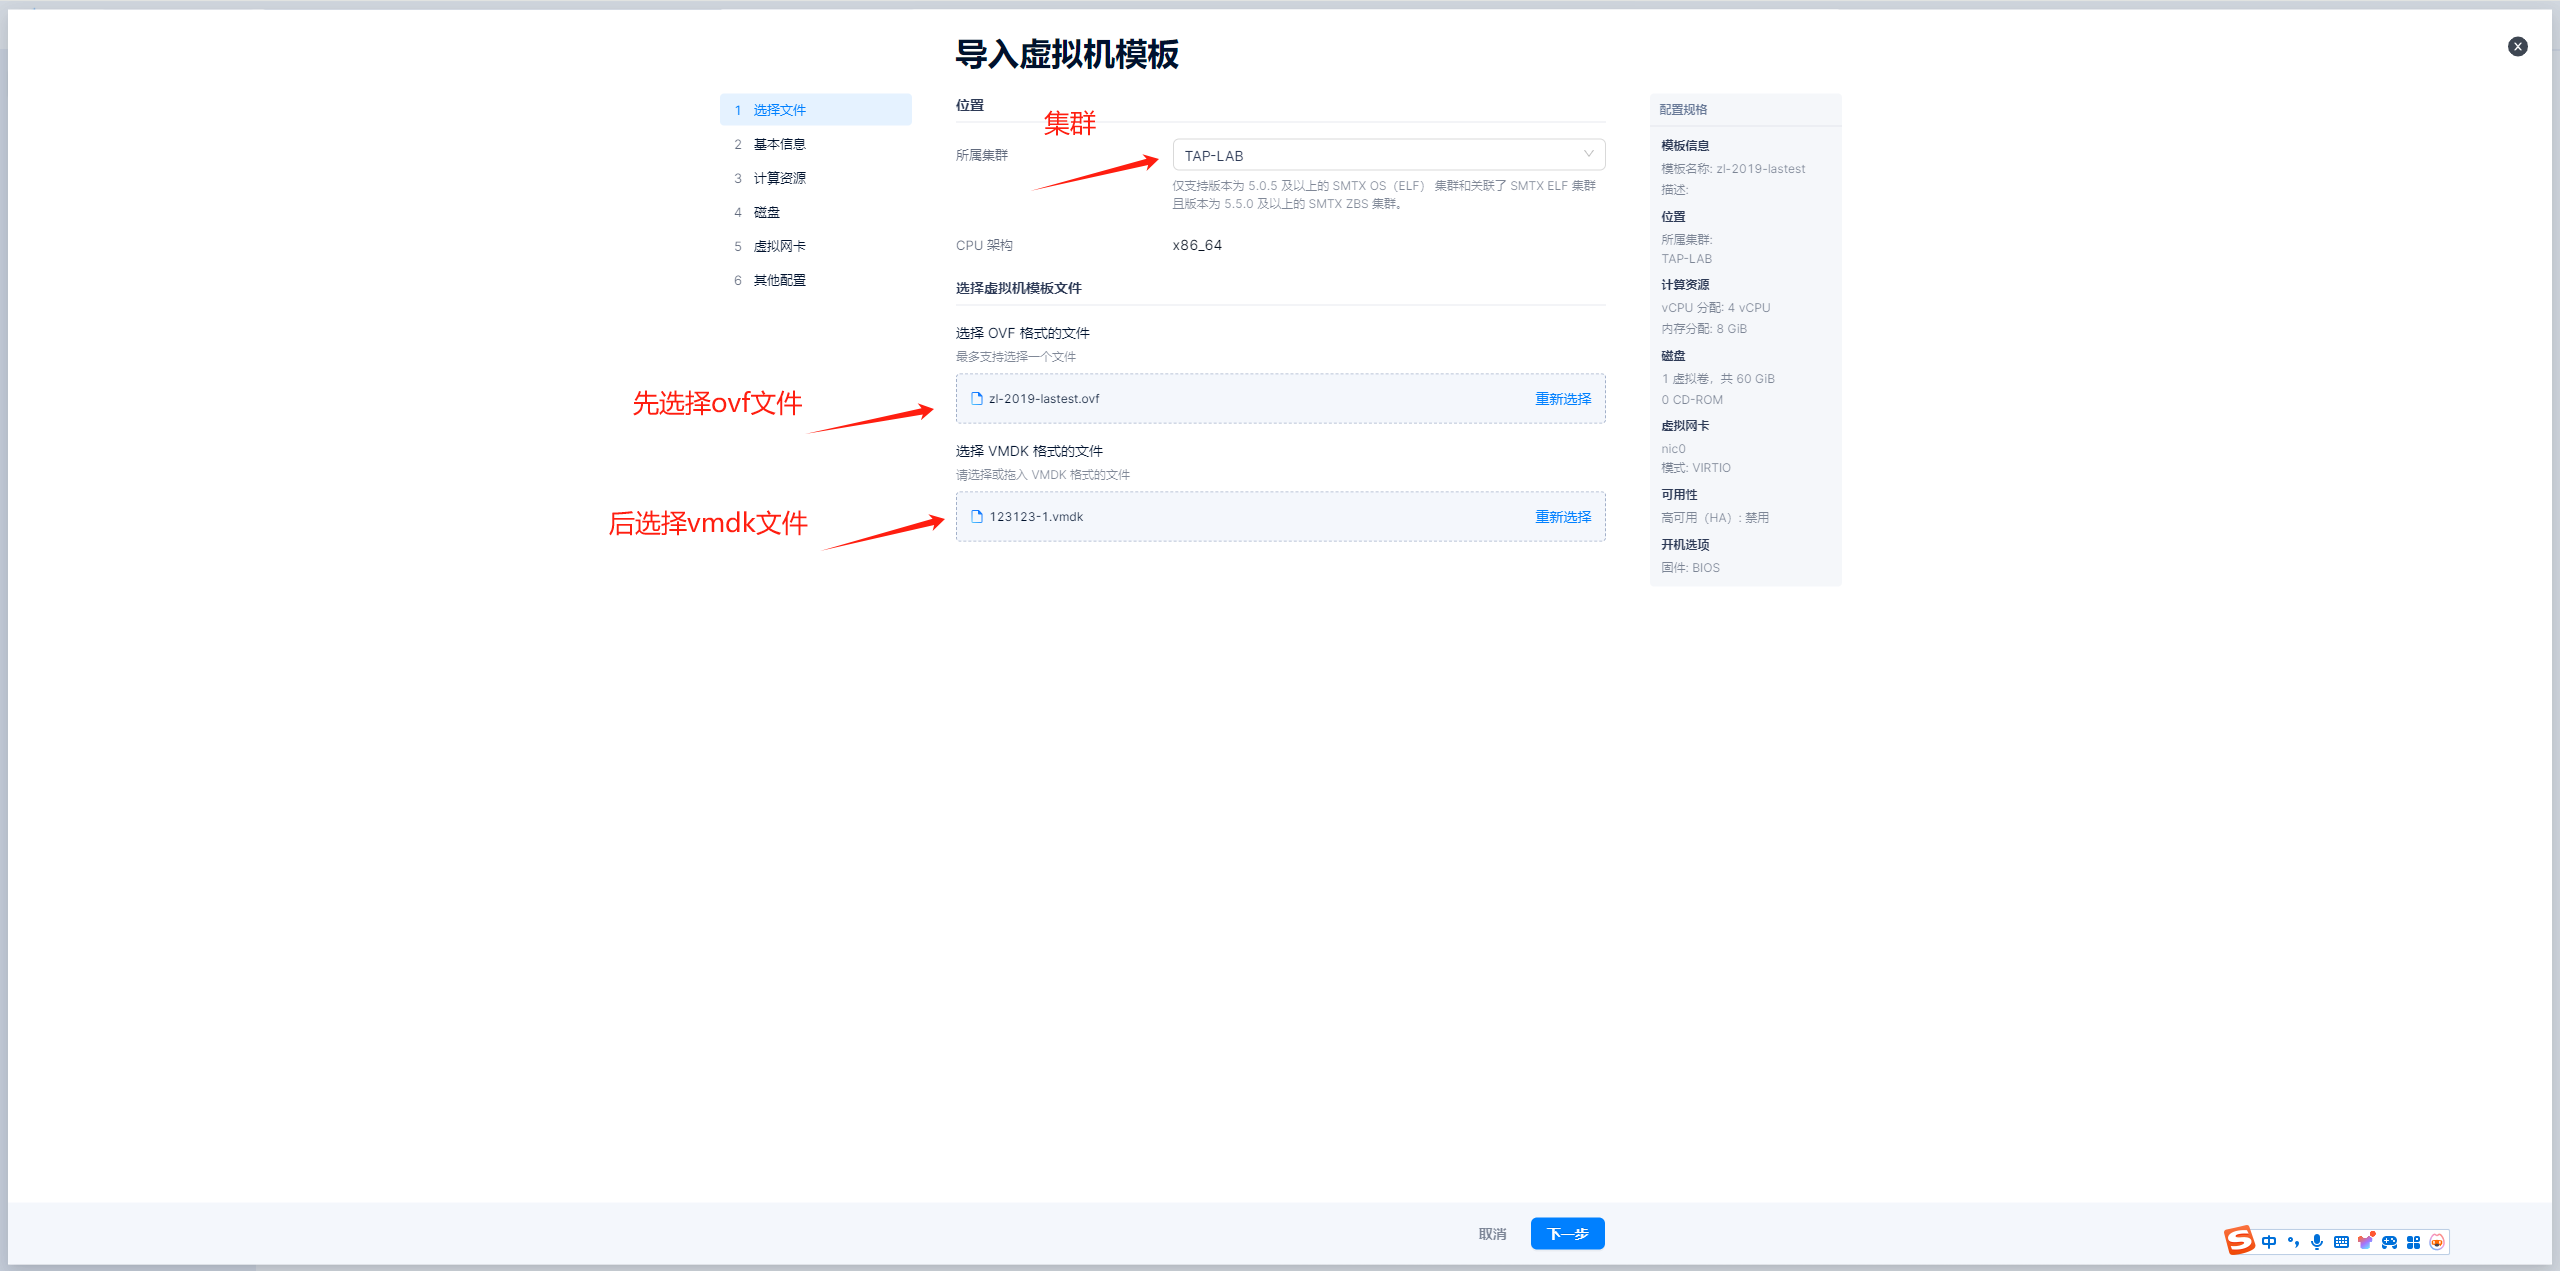 导入虚拟机模板
1 选择文件
2 基本信息
3 计算资源
4 磁盘
5 虚拟网卡
6 其他配置
位置
集群
所属集群
TAP-LAB
仅支持版本为 5.0.5 及以上的 SMTX OS（ELF） 集群和关联了 SMTX ELF 集群
且版本为 5.5.0 及以上的 SMTX ZBS 集群。
CPU 架构
x86_64
选择虚拟机模板文件
选择 OVF 格式的文件
最多支持选择一个文件
先选择ovf文件
zl-2019-lastest.ovf
重新选择
选择 VMDK 格式的文件
请选择或拖入 VMDK 格式的文件
后选择vmdk文件
123123-1.vmdk
重新选择
配置规格
模板信息
模板名称: zl-2019-lastest
描述:
位置
所属集群:
TAP-LAB
计算资源
vCPU 分配: 4 vCPU
内存分配: 8 GiB
磁盘
1 虚拟卷，共 60 GiB
0 CD-ROM
虚拟网卡
nic0
模式: VIRTIO
可用性
高可用（HA）: 禁用
开机选项
固件: BIOS
取消
下一步
中